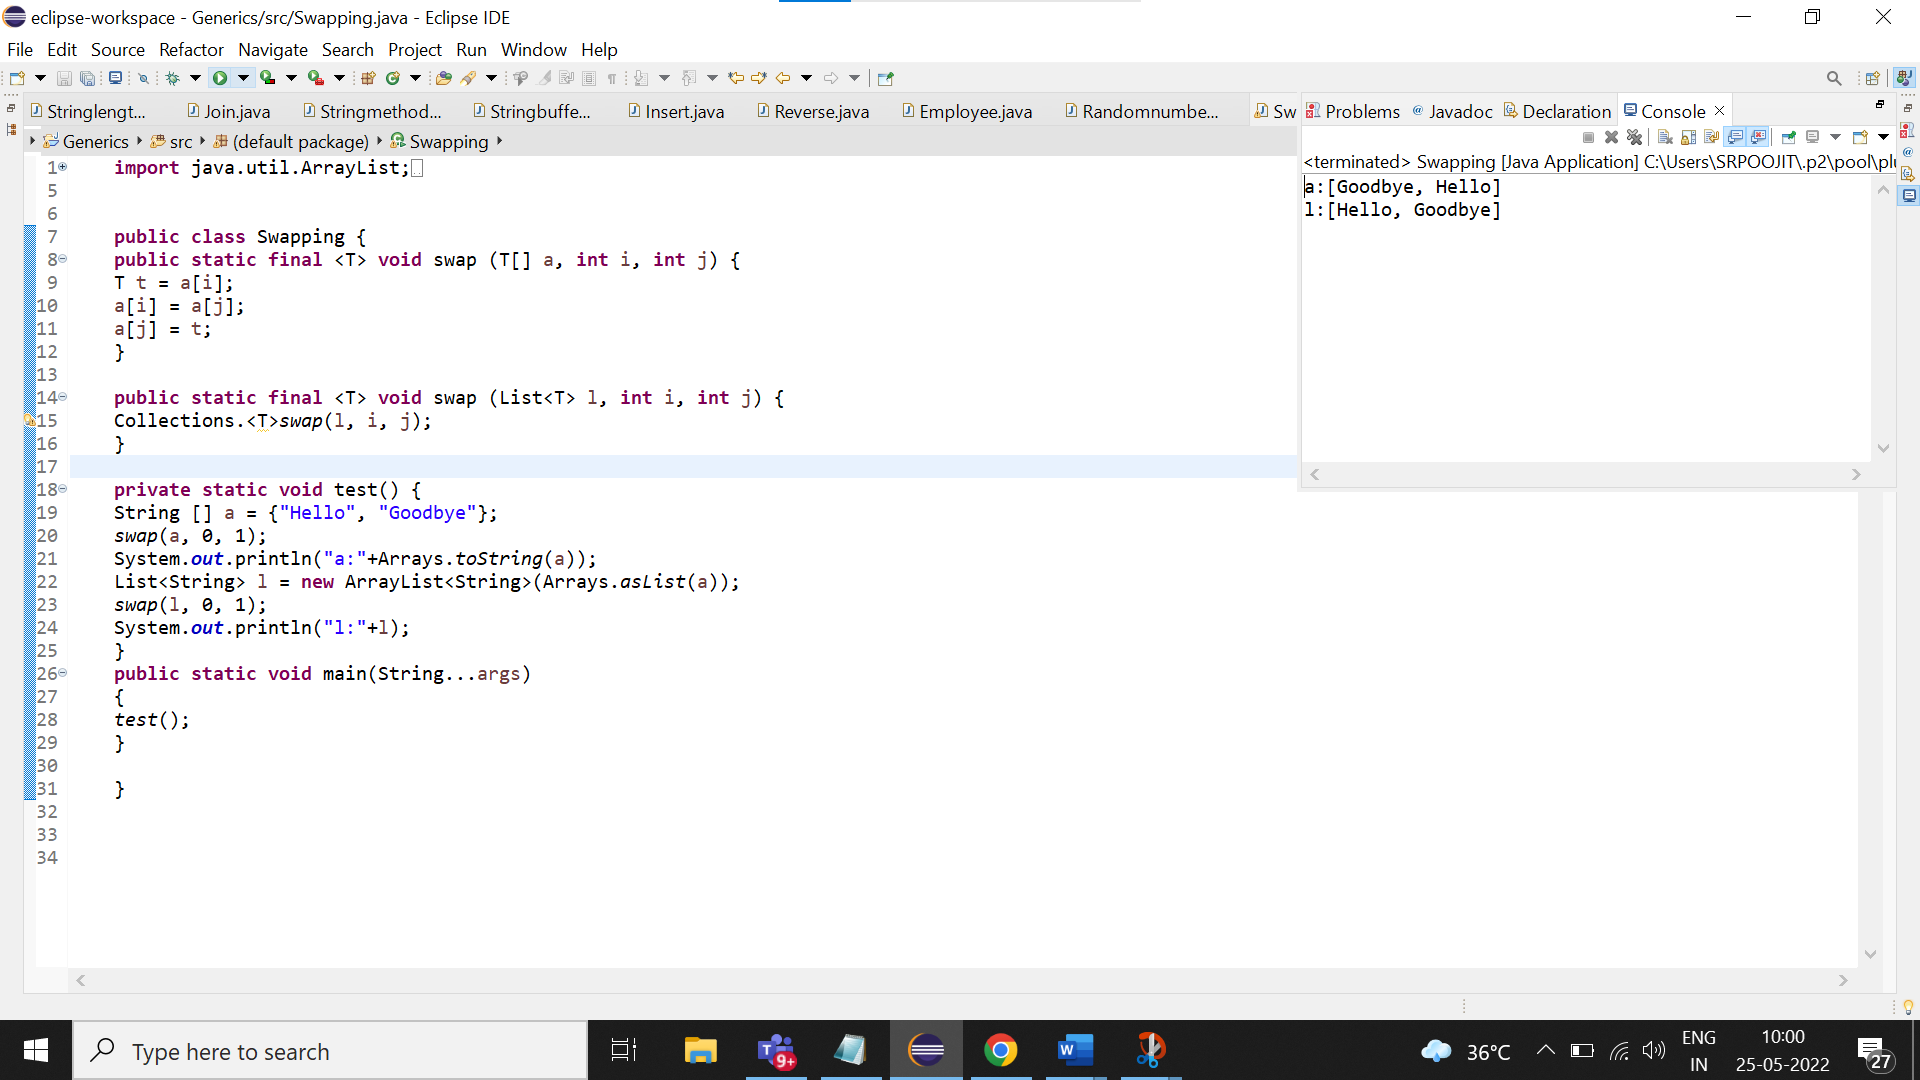 eclipse-workspace - Generics/src/Swapping.java - Eclipse IDE
File Edit Source Refactor Navigate Search Project Run Window Help
Stringlengt... Join.java Stringmethod... Stringbuffe... Insert.java Reverse.java Employee.java Randomnumbe... Sw
Problems Javadoc Declaration Console
Generics src (default package) Swapping
<terminated> Swapping [Java Application] C:\Users\SRPOOJIT\.p2\pool\plu
a:[Goodbye, Hello]
l:[Hello, Goodbye]
1 import java.util.ArrayList;
5
6
7 public class Swapping {
8 public static final <T> void swap (T[] a, int i, int j) {
9 T t = a[i];
10 a[i] = a[j];
11 a[j] = t;
12 }
13
14 public static final <T> void swap (List<T> l, int i, int j) {
15 Collections.<T>swap(l, i, j);
16 }
17
18 private static void test() {
19 String [] a = {"Hello", "Goodbye"};
20 swap(a, 0, 1);
21 System.out.println("a:"+Arrays.toString(a));
22 List<String> l = new ArrayList<String>(Arrays.asList(a));
23 swap(l, 0, 1);
24 System.out.println("l:"+l);
25 }
26 public static void main(String...args)
27 {
28 test();
29 }
30
31 }
32
33
34
Type here to search
9+
36°C
ENG
IN
10:00
25-05-2022
27